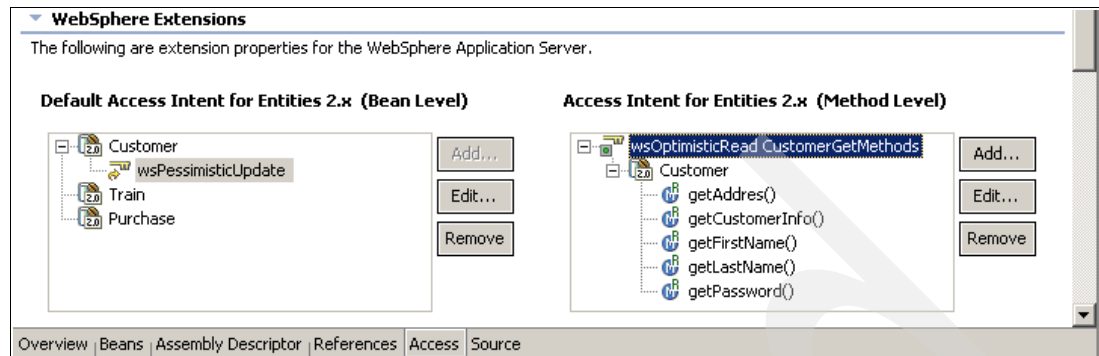 WebSphere Extensions
The following are extension properties for the WebSphere Application Server.
Default Access Intent for Entities 2.x (Bean Level)
Customer
wsPessimisticUpdate
Train
Purchase
Add...
Edit...
Remove
Access Intent for Entities 2.x (Method Level)
wsOptimisticRead CustomerGetMethods
Customer
getAddres()
getCustomerInfo()
getFirstName()
getLastName()
getPassword()
Add...
Edit...
Remove
Overview Beans Assembly Descriptor References Access Source